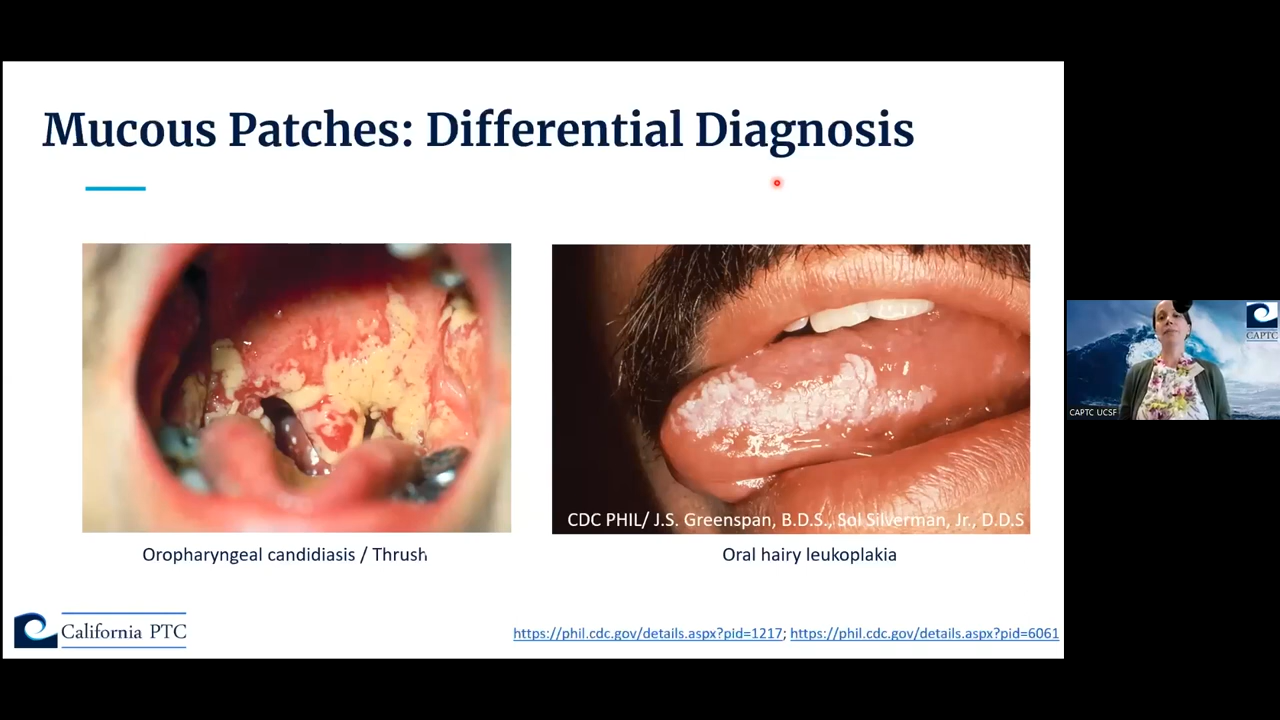 Mucous Patches: Differential Diagnosis
CDC PHIL/ J.S. Greenspan, B.D.S., Sol Silverman, Jr., D.D.S
Oropharyngeal candidiasis / Thrush
Oral hairy leukoplakia
California PTC
https://phil.cdc.gov/details.aspx?pid=1217; https://phil.cdc.gov/details.aspx?pid=6061
CAPTC
CAPTC UCSF